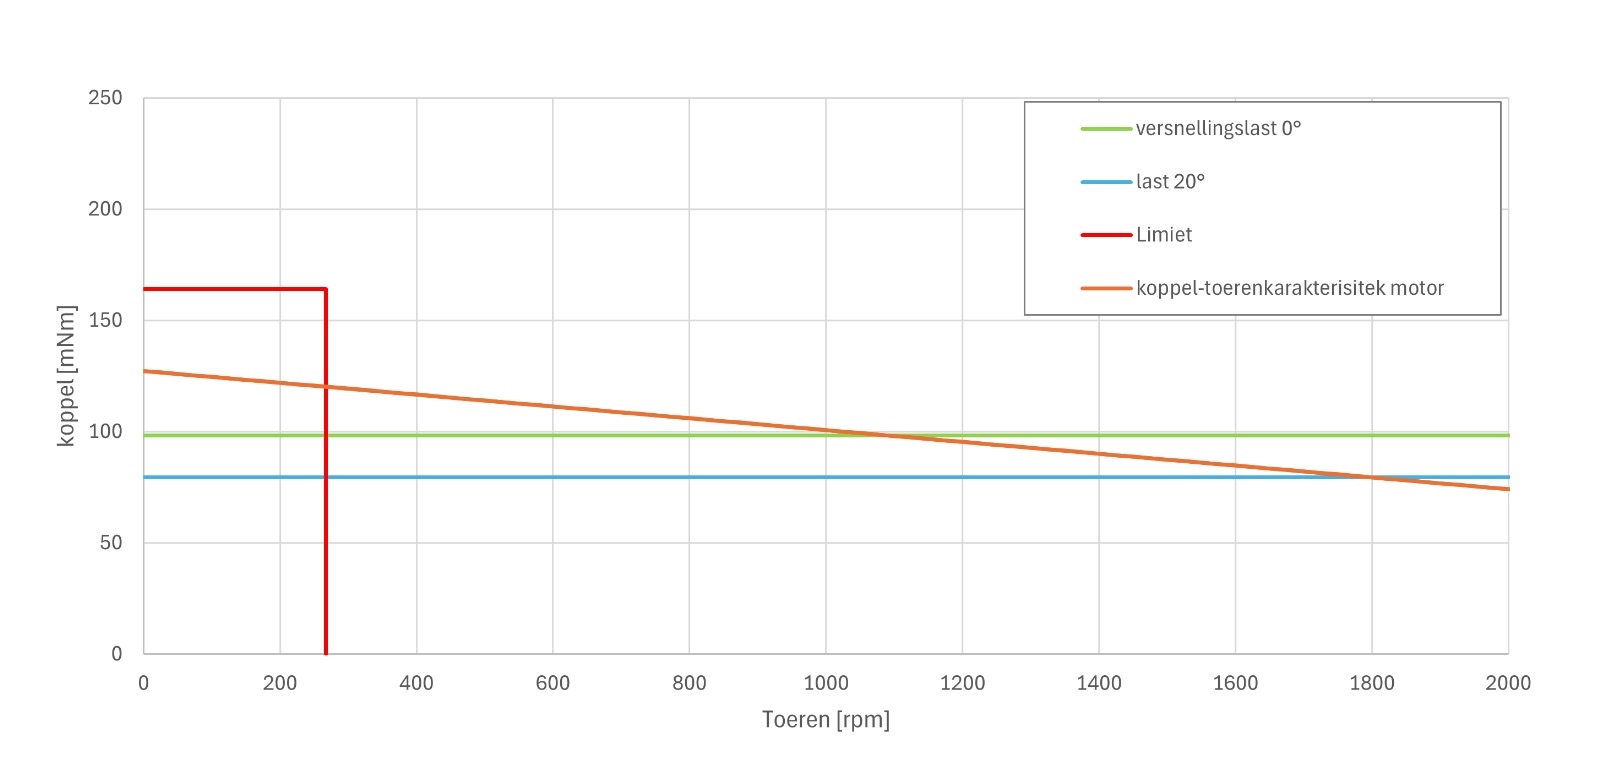 250
200
150
100
50
0
koppel [mNm]
versnellingslast 0°
last 20°
Limiet
koppel-toerenkarakterisitek motor
0 200 400 600 800 1000 1200 1400 1600 1800 2000
Toeren [rpm]